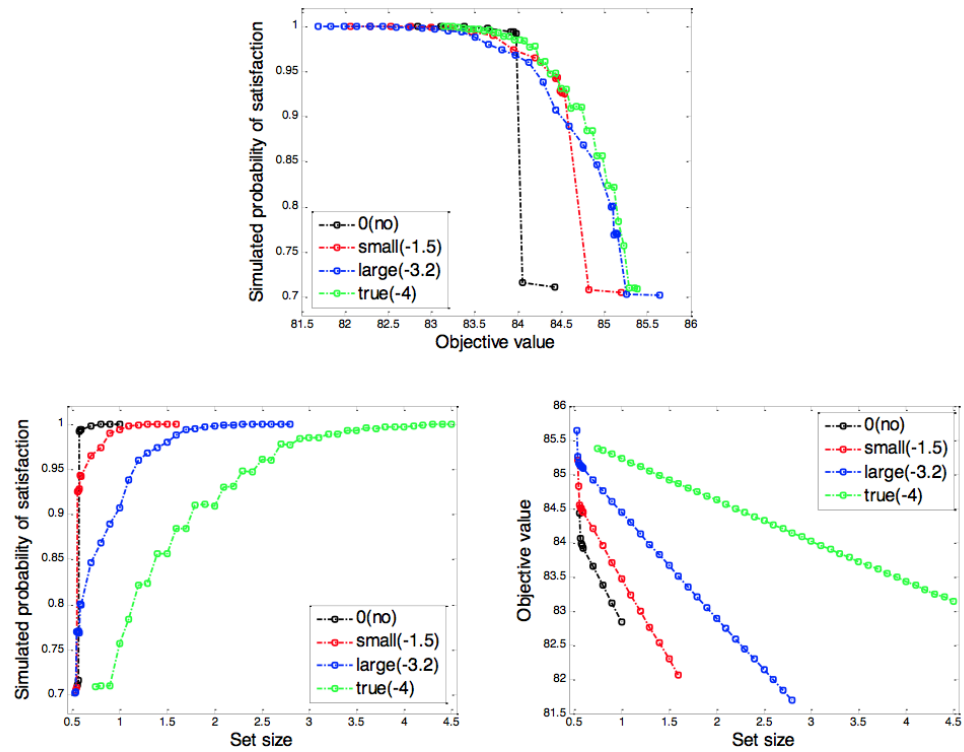 1
0.95
0.9
0.85
0.8
0.75
0.7
Simulated probability of satisfaction
0(no)
small(-1.5)
large(-3.2)
true(-4)
81.5 82 82.5 83 83.5 84 84.5 85 85.5 86
Objective value
1
0.95
0.9
0.85
0.8
0.75
0.7
Simulated probability of satisfaction
0(no)
small(-1.5)
large(-3.2)
true(-4)
0.5 1 1.5 2 2.5 3 3.5 4 4.5
Set size
86
85.5
85
84.5
84
83.5
83
82.5
82
81.5
Objective value
0(no)
small(-1.5)
large(-3.2)
true(-4)
0.5 1 1.5 2 2.5 3 3.5 4 4.5
Set size